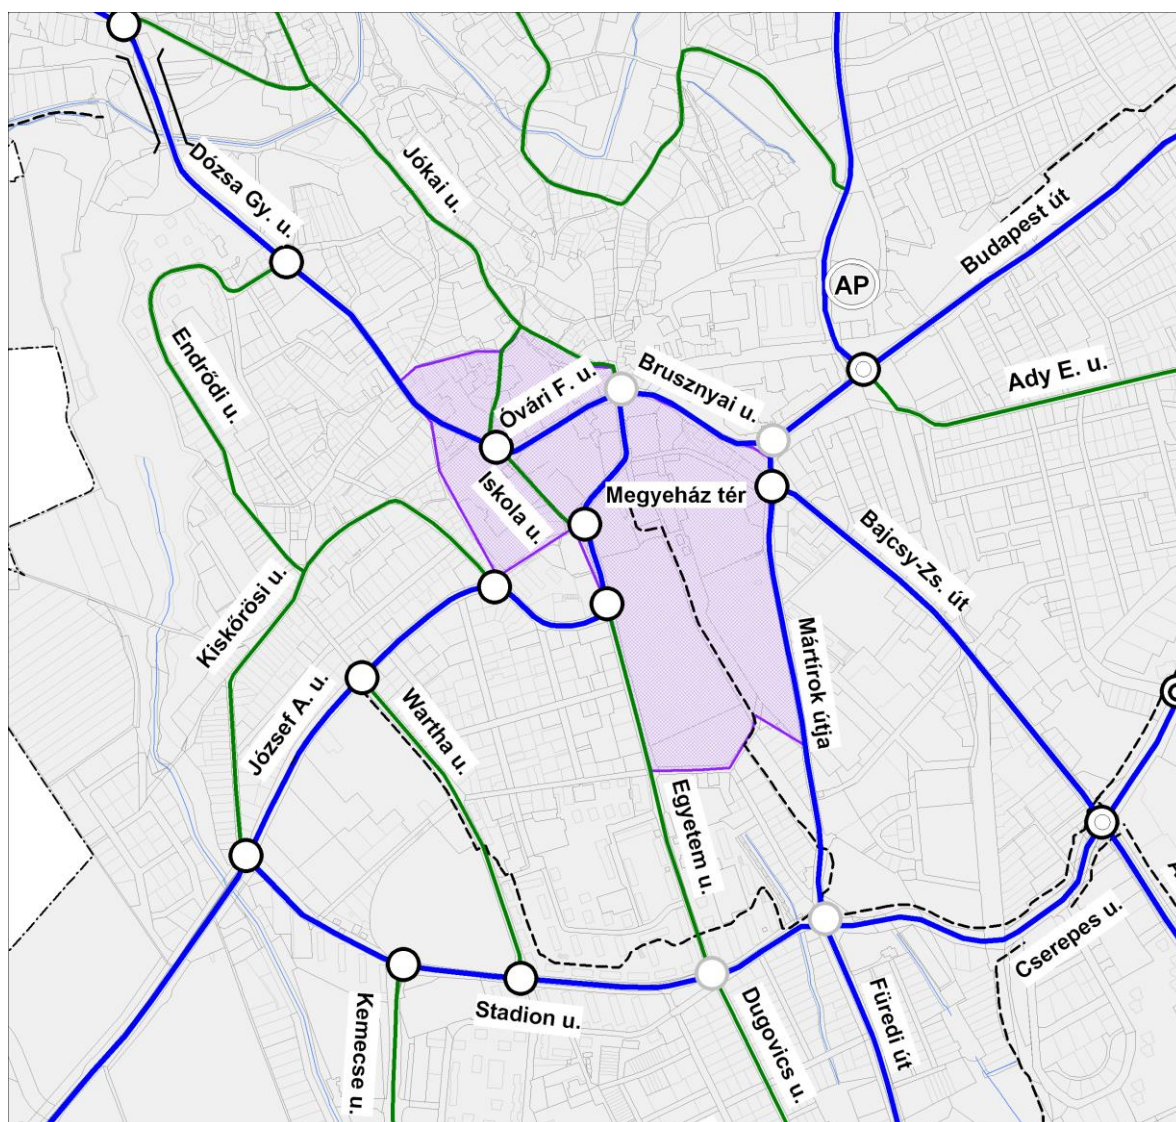 Dózsa Gy. u.
Jókai u.
Budapest út
AP
Endrődi u.
Óvári F. u.
Brusznyai u.
Ady E. u.
Iskola u.
Megyeház tér
Bajcsy-Zs. út
Kiskőrösi u.
Mártírok útja
József A. u.
Wartha u.
Egyetem u.
Cserepes u.
Kemecse u.
Stadion u.
Dugovics u.
Füredi út